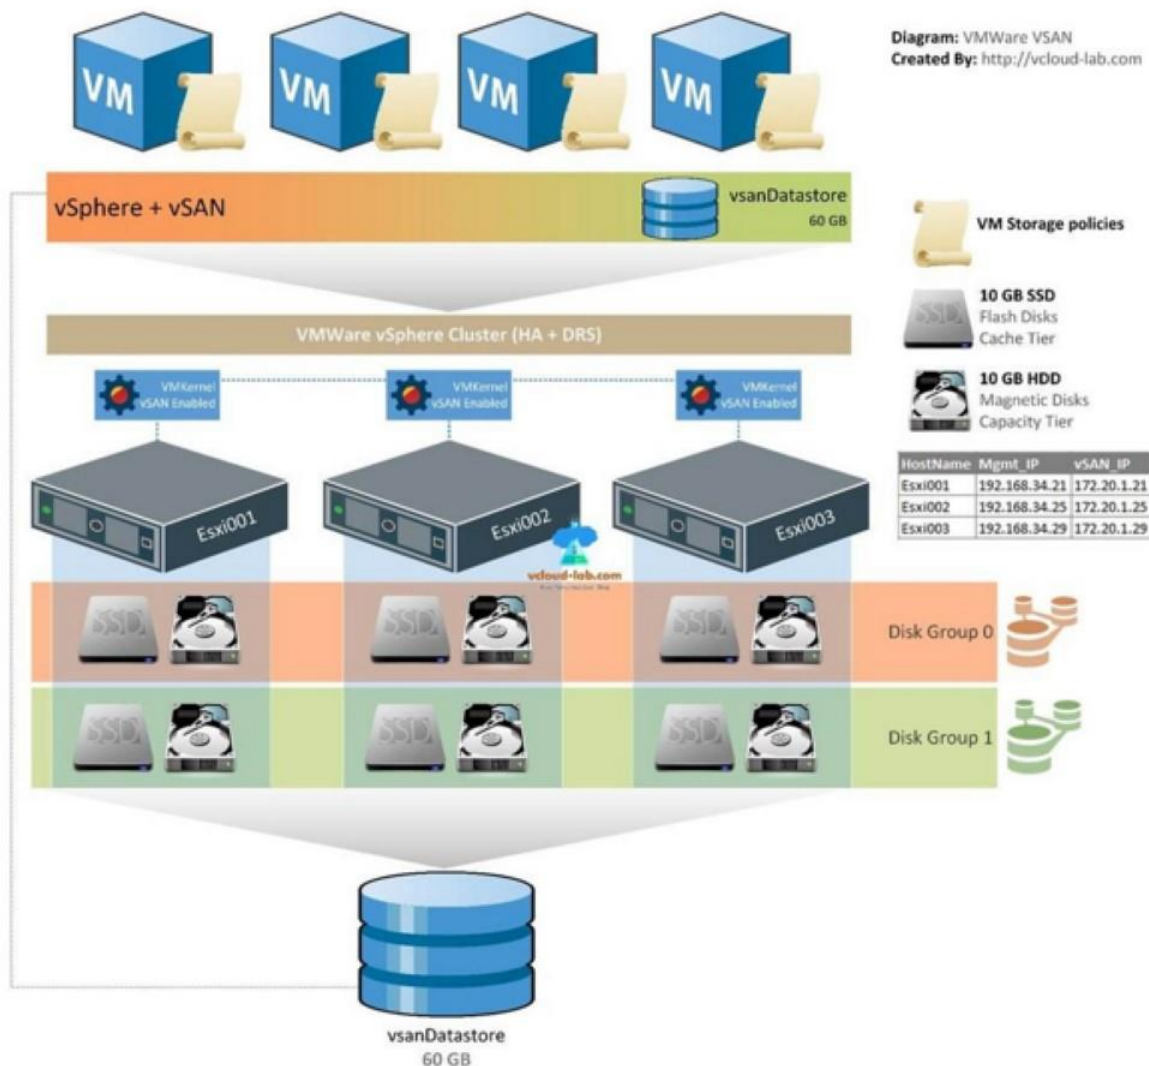 VM
VM
VM
VM
Diagram: VMWare VSAN
Created By: http://vcloud-lab.com
vSphere + vSAN
vsanDatastore
60 GB
VM Storage policies
VMWare vSphere Cluster (HA + DRS)
10 GB SSD
Flash Disks
Cache Tier
VMKernel
vSAN Enabled
VMKernel
vSAN Enabled
VMKernel
vSAN Enabled
10 GB HDD
Magnetic Disks
Capacity Tier
HostName Mgmt_IP vSAN_IP
Esxi001 192.168.34.21 172.20.1.21
Esxi002 192.168.34.25 172.20.1.25
Esxi003 192.168.34.29 172.20.1.29
Esxi001
Esxi002
Esxi003
vcloud-lab.com
SSD
SSD
SSD
SSD
Disk Group 0
SSD
SSD
SSD
Disk Group 1
vsanDatastore
60 GB